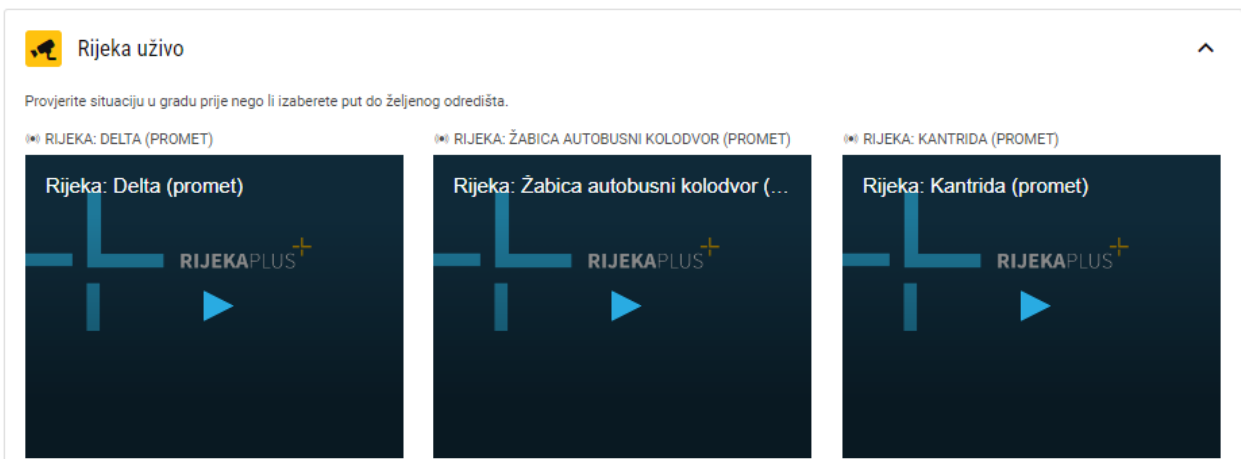 Rijeka uživo
Provjerite situaciju u gradu prije nego li izaberete put do željenog odredišta.
RIJEKA: DELTA (PROMET)
RIJEKA: ŽABICA AUTOBUSNI KOLODVOR (PROMET)
RIJEKA: KANTRIDA (PROMET)
Rijeka: Delta (promet)
Rijeka: Žabica autobusni kolodvor (...
Rijeka: Kantrida (promet)
RIJEKAPLUS
RIJEKAPLUS
RIJEKAPLUS